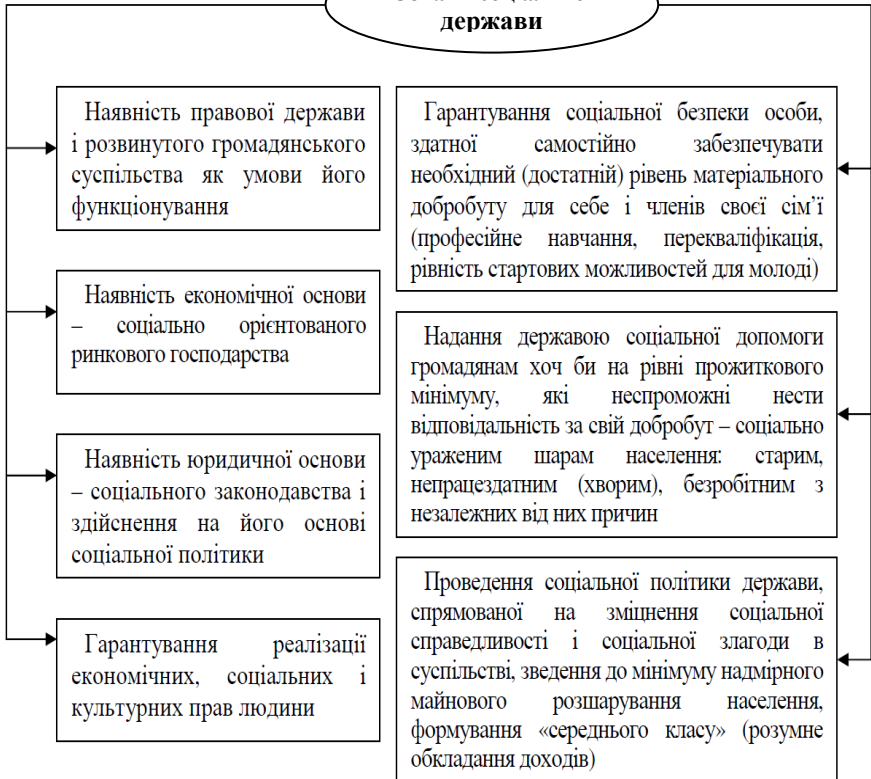 держави
Наявність правової держави
і розвинутого громадянського
суспільства як умови його
функціонування
Наявність економічної основи
– соціально орієнтованого
ринкового господарства
Наявність юридичної основи
– соціального законодавства і
здійснення на його основі
соціальної політики
Гарантування реалізації
економічних, соціальних і
культурних прав людини
Гарантування соціальної безпеки особи,
здатної самостійно забезпечувати
необхідний (достатній) рівень матеріального
добробуту для себе і членів своєї сім’ї
(професійне навчання, перекваліфікація,
рівність стартових можливостей для молоді)
Надання державою соціальної допомоги
громадянам хоч би на рівні прожиткового
мінімуму, які неспроможні нести
відповідальність за свій добробут – соціально
ураженим шарам населення: старим,
непрацездатним (хворим), безробітним з
незалежних від них причин
Проведення соціальної політики держави,
спрямованої на зміцнення соціальної
справедливості і соціальної злагоди в
суспільстві, зведення до мінімуму надмірного
майнового розшарування населення,
формування «середнього класу» (розумне
обкладання доходів)